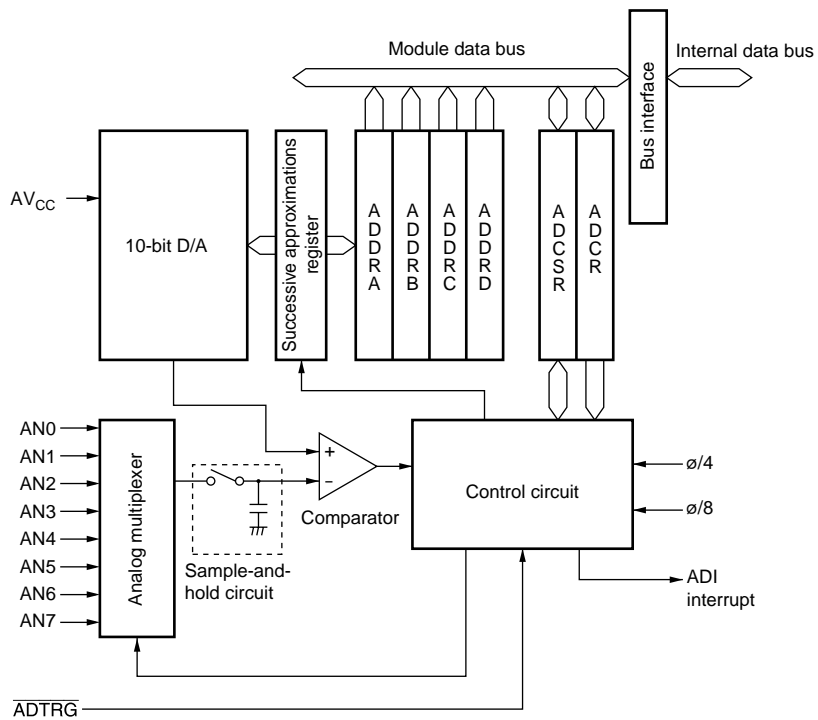 Module data bus
Internal data bus
Bus interface
AVCC
10-bit D/A
Successive approximations
register
ADDRA
ADDRB
ADDRC
ADDRD
ADCSR
ADCR
AN0
AN1
AN2
AN3
AN4
AN5
AN6
AN7
Analog multiplexer
+
–
Comparator
Sample-and-
hold circuit
Control circuit
ø/4
ø/8
ADI
interrupt
ADTRG